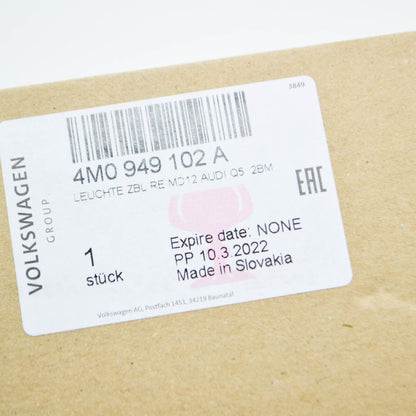 3849
4M0 949 102 A
LEUCHTE ZBL RE MD12 AUDI Q5 2BM
VOLKSWAGEN
GROUP
EAC
1
stück
Expire date: NONE
PP 10.3.2022
Made in Slovakia
Volkswagen AG, Postfach 1451, 34219 Baunatal